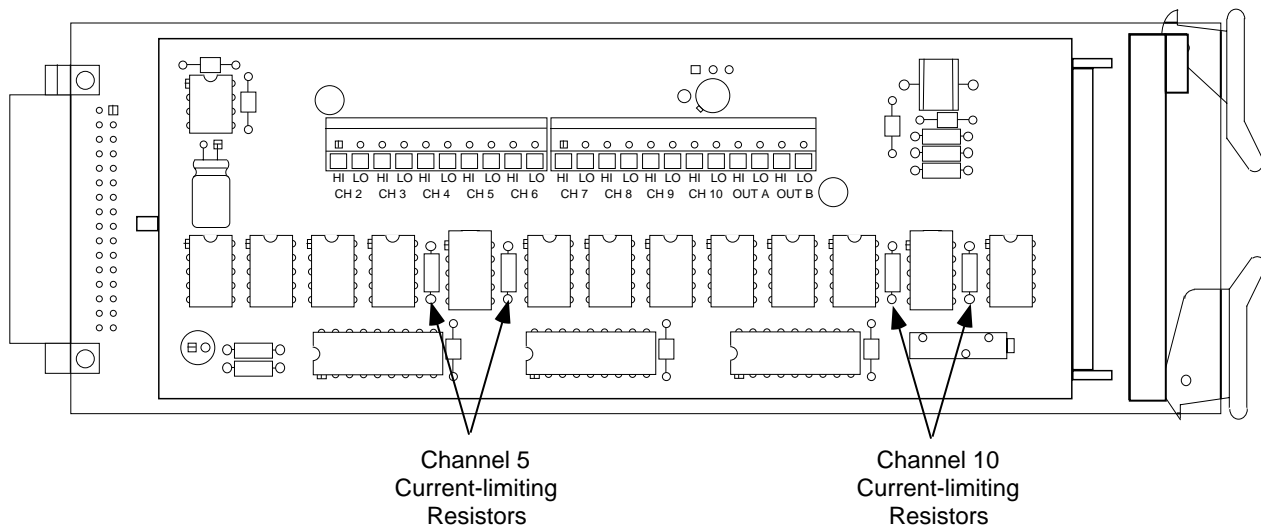 HI LO HI LO HI LO HI LO HI LO HI LO HI LO HI LO HI LO HI LO HI LO
CH 2 CH 3 CH 4 CH 5 CH 6 CH 7 CH 8 CH 9 CH 10 OUT A OUT B
Channel 5
Current-limiting
Resistors
Channel 10
Current-limiting
Resistors